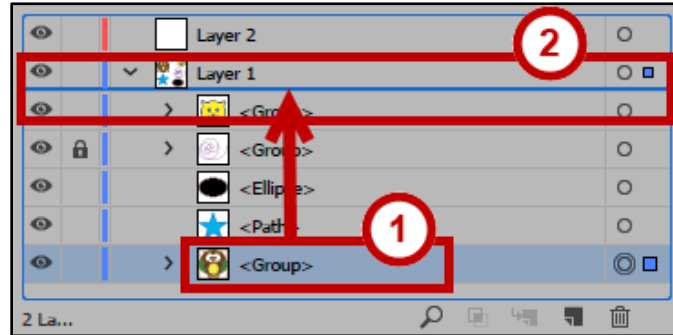 Layer 2
2
Layer 1
<Group>
<Group>
<Ellipse>
<Path>
1
<Group>
2 La...